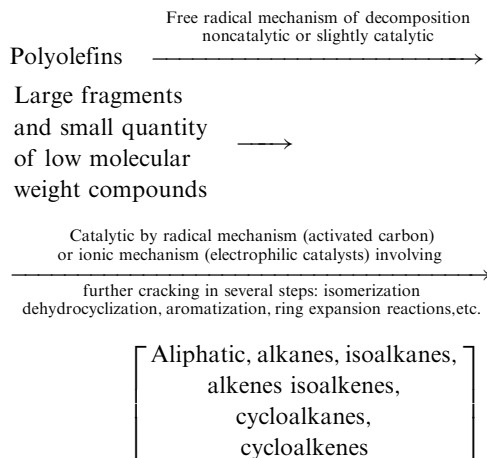 Free radical mechanism of decomposition
noncatalytic or slightly catalytic
Polyolefins
Large fragments
and small quantity
of low molecular
weight compounds
Catalytic by radical mechanism (activated carbon)
or ionic mechanism (electrophilic catalysts) involving
further cracking in several steps: isomerization
dehydrocyclization, aromatization, ring expansion reactions,etc.
Aliphatic, alkanes, isoalkanes,
alkenes isoalkenes,
cycloalkanes,
cycloalkenes